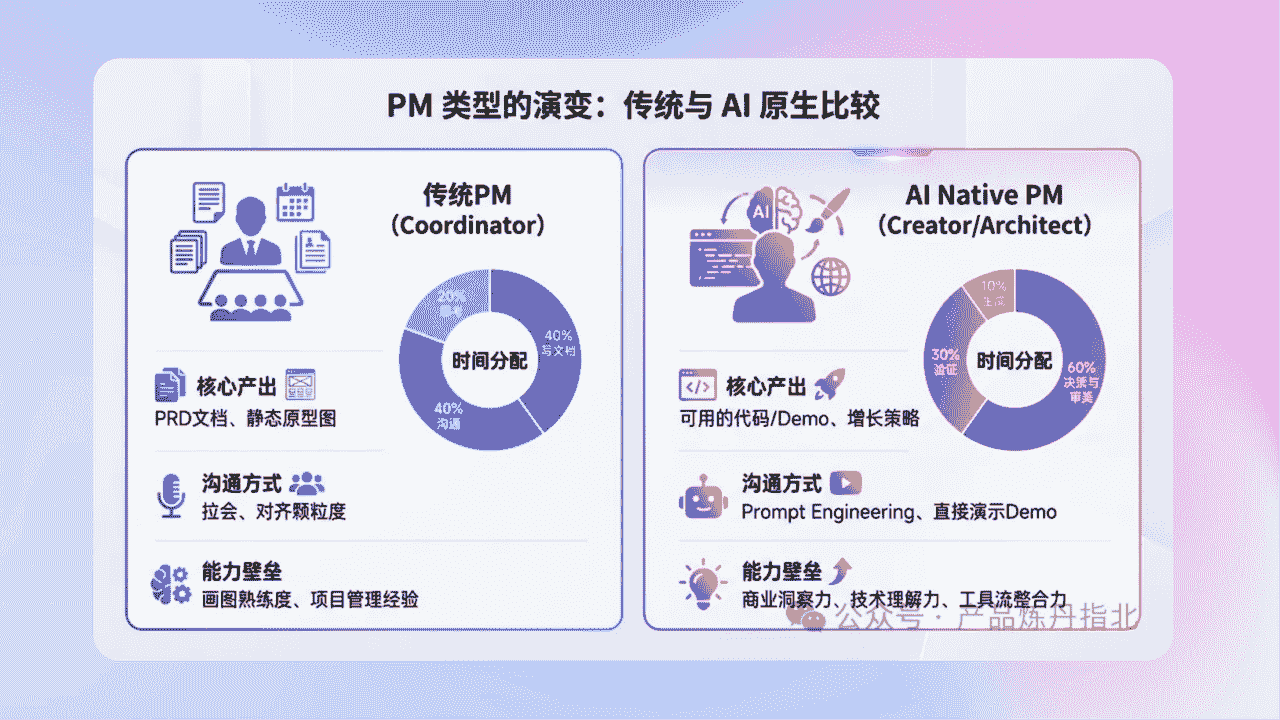 PM 类型的演变：传统与 AI 原生比较
传统PM
（Coordinator）
20%
40%
写文档
时间分配
40%
沟通
核心产出
PRD文档、静态原型图
沟通方式
拉会、对齐颗粒度
能力壁垒
画图熟练度、项目管理经验
AI
AI Native PM
（Creator/Architect）
10%
生成
30%
验证
时间分配
60%
决策与
审美
核心产出
可用的代码/Demo、增长策略
沟通方式
Prompt Engineering、直接演示Demo
能力壁垒
商业洞察力、技术理解力、工具流整合力
公众号 · 产品炼丹指北